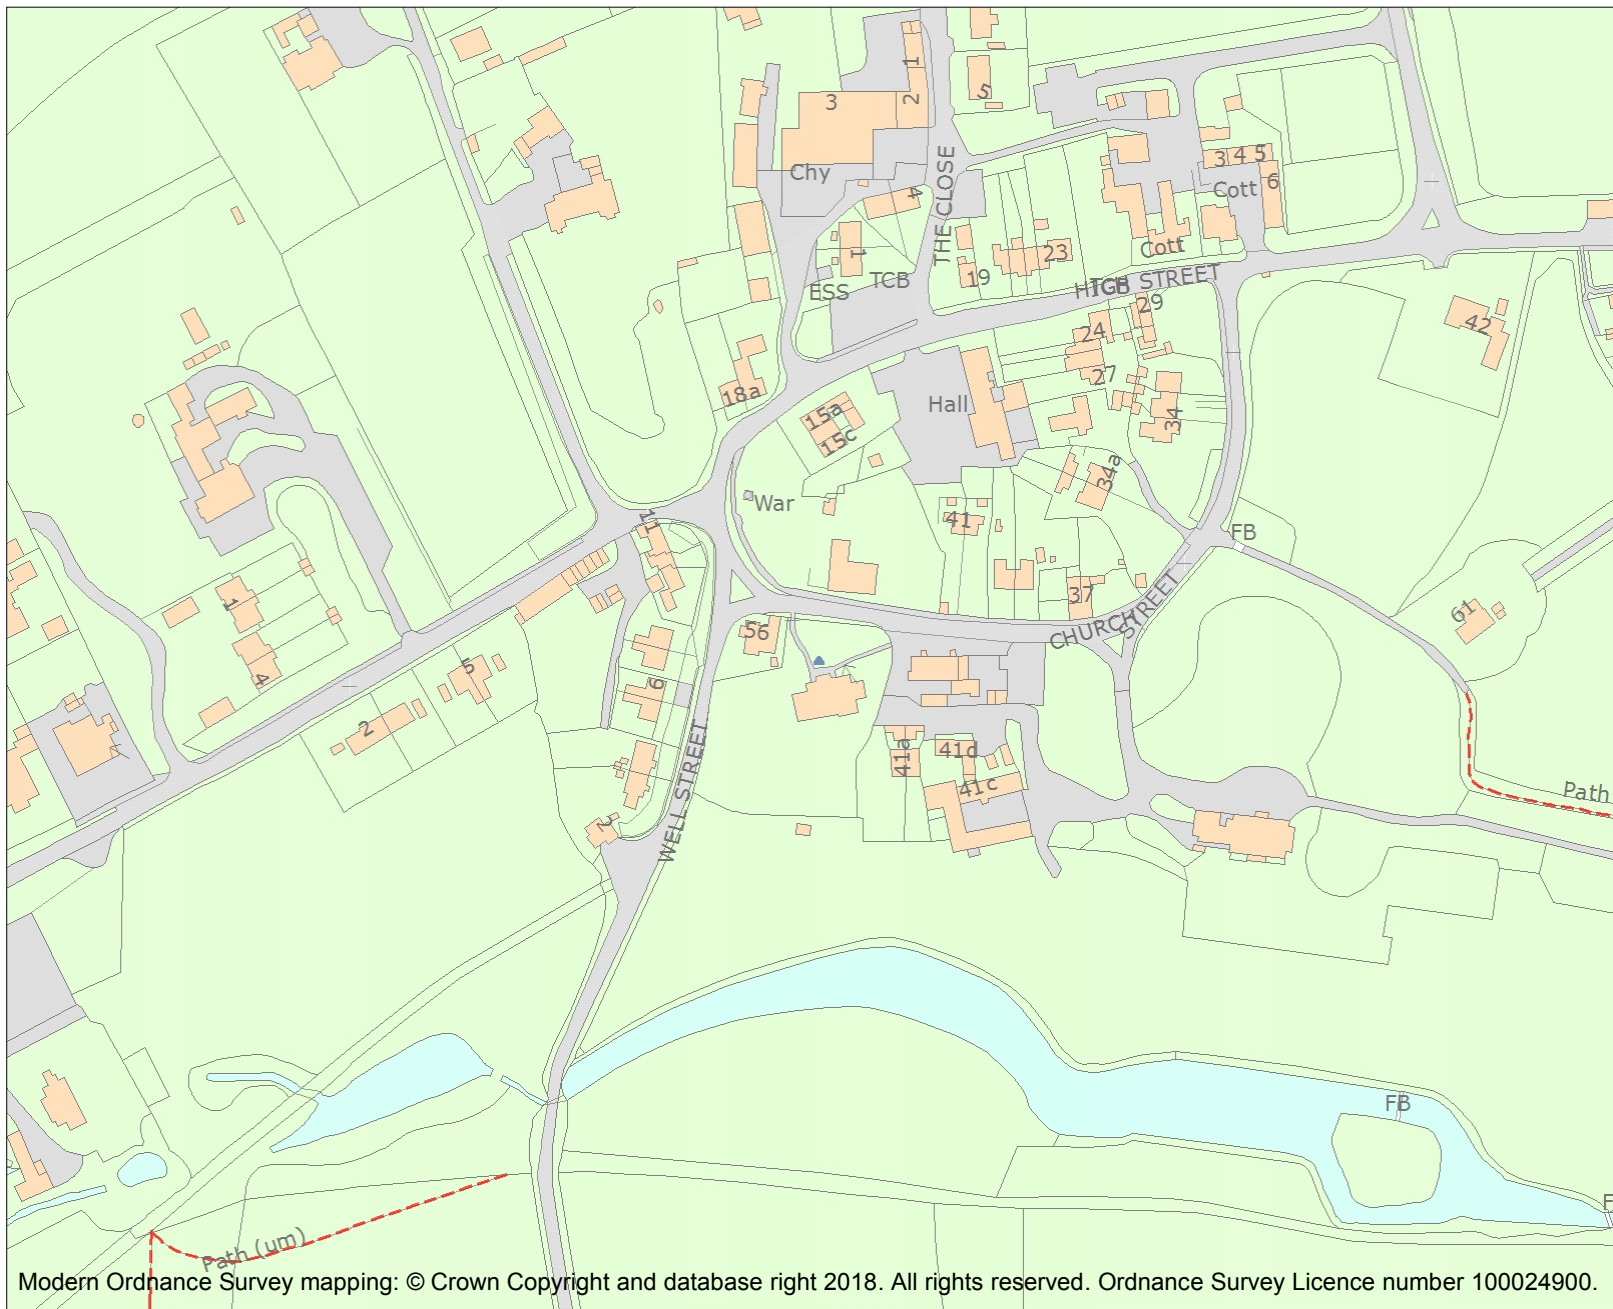 1
5
3
2
THE CLOSE
3 4 5
Chy
Cott
6
4
1
Cott
23
19
TCB
ESS
HIGH STREET
TCB
29
24
42
27
18a
Hall
15a
34
15c
34a
War
41
11
FB
1
37
61
56
CHURCH STREET
5
4
6
2
41a
41d
41c
Path
WELL STREET
2
FB
F
Path (um)
Modern Ordnance Survey mapping: © Crown Copyright and database right 2018. All rights reserved. Ordnance Survey Licence number 100024900.